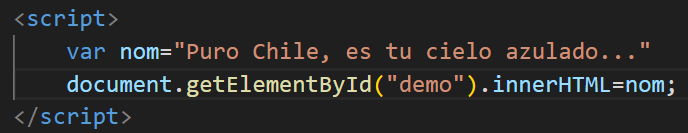 <script>
var nom="Puro Chile, es tu cielo azulado..."
document.getElementById("demo").innerHTML=nom;
</script>